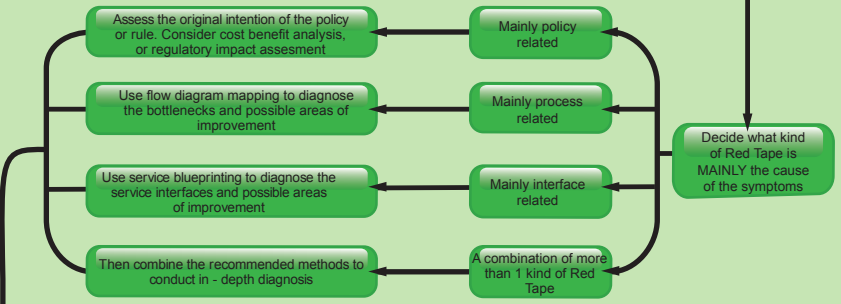 Assess the original intention of the policy
or rule. Consider cost benefit analysis,
or regulatory impact assesment
Mainly policy
related
Use flow diagram mapping to diagnose
the bottlenecks and possible areas of
improvement
Mainly process
related
Decide what kind
of Red Tape is
MAINLY the cause
of the symptoms
Use service blueprinting to diagnose the
service interfaces and possible areas
of improvement
Mainly interface
related
Then combine the recommended methods to
conduct in - depth diagnosis
A combination of more
than 1 kind of Red
Tape